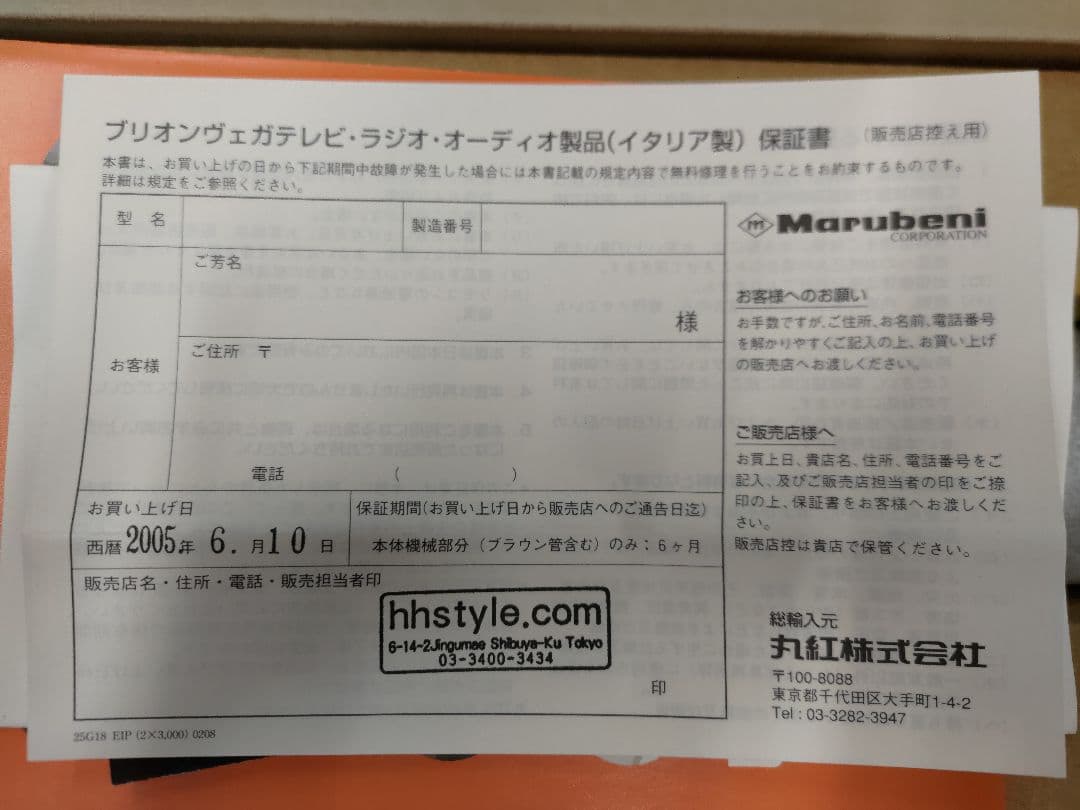 ブリオンヴェガテレビ・ラジオ・オーディオ製品(イタリア製) 保証書 (販売店控え用)
本書は、お買い上げの日から下記期間中故障が発生した場合には本書記載の規定内容で無料修理を行うことをお約束するものです。
詳細は規定をご参照ください。
型 名
製造番号
お客様
ご芳名
様
ご住所 〒
電話 ( )
お買い上げ日
西暦 2005年 6. 月 10 日
保証期間(お買い上げ日から販売店へのご通告日迄)
本体機械部分(ブラウン管含む)のみ:6ヶ月
販売店名・住所・電話・販売担当者印
hhstyle.com
6-14-2Jingumae Shibuya-Ku Tokyo
03-3400-3434
印
25G18 EIP (2×3,000) 0208
Marubeni
CORPORATION
お客様へのお願い
お手数ですが、ご住所、お名前、電話番号
を解かりやすくご記入の上、お買い上げ
の販売店へお渡しください。
ご販売店様へ
お買上日、貴店名、住所、電話番号をご
記入、及びご販売店担当者の印をご捺
印の上、保証書をお客様へお渡しくだ
さい。
販売店控は貴店で保管ください。
総輸入元
丸紅株式会社
〒100-8088
東京都千代田区大手町1-4-2
Tel : 03-3282-3947